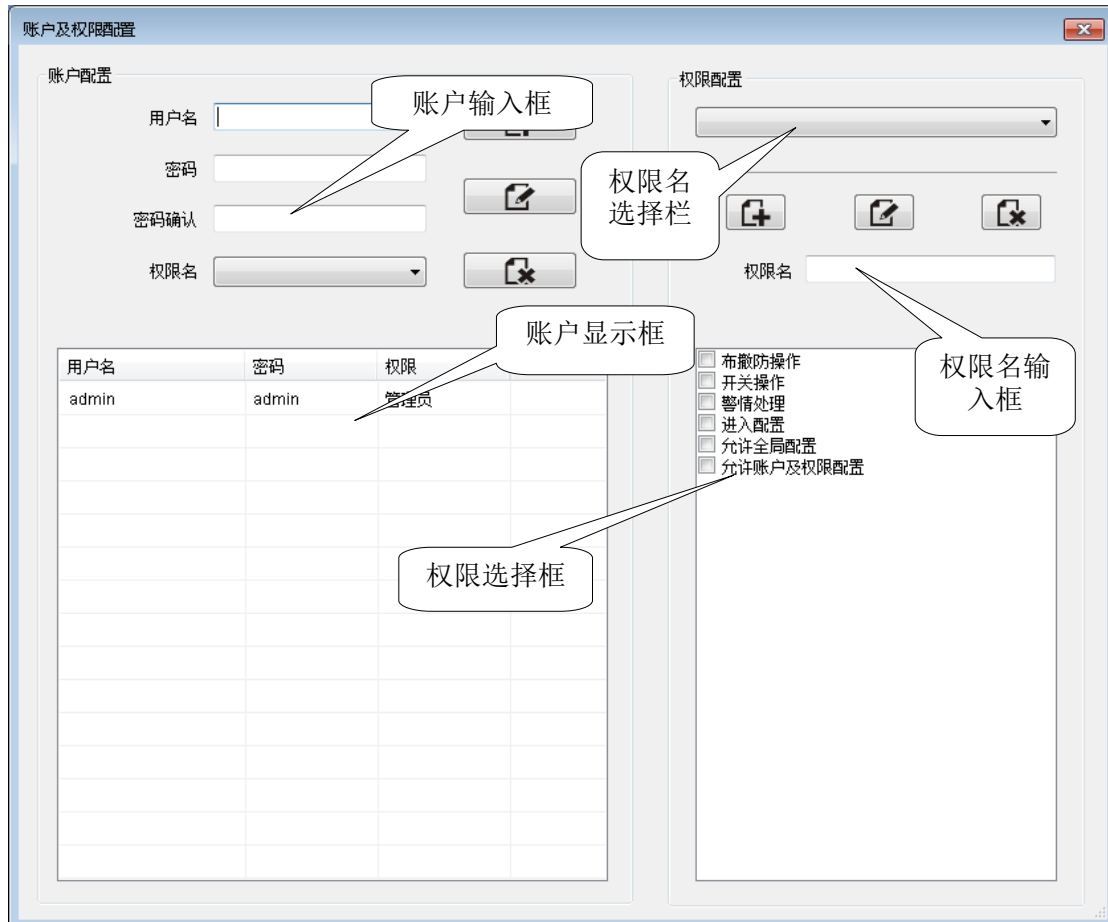 账户及权限配置
账户配置
用户名
密码
密码确认
权限名
账户输入框
用户名 密码 权限
admin admin 管理员
账户显示框
权限选择框
权限配置
权限名
选择栏
权限名
权限名输
入框
布撤防操作
开关操作
警情处理
进入配置
允许全局配置
允许账户及权限配置